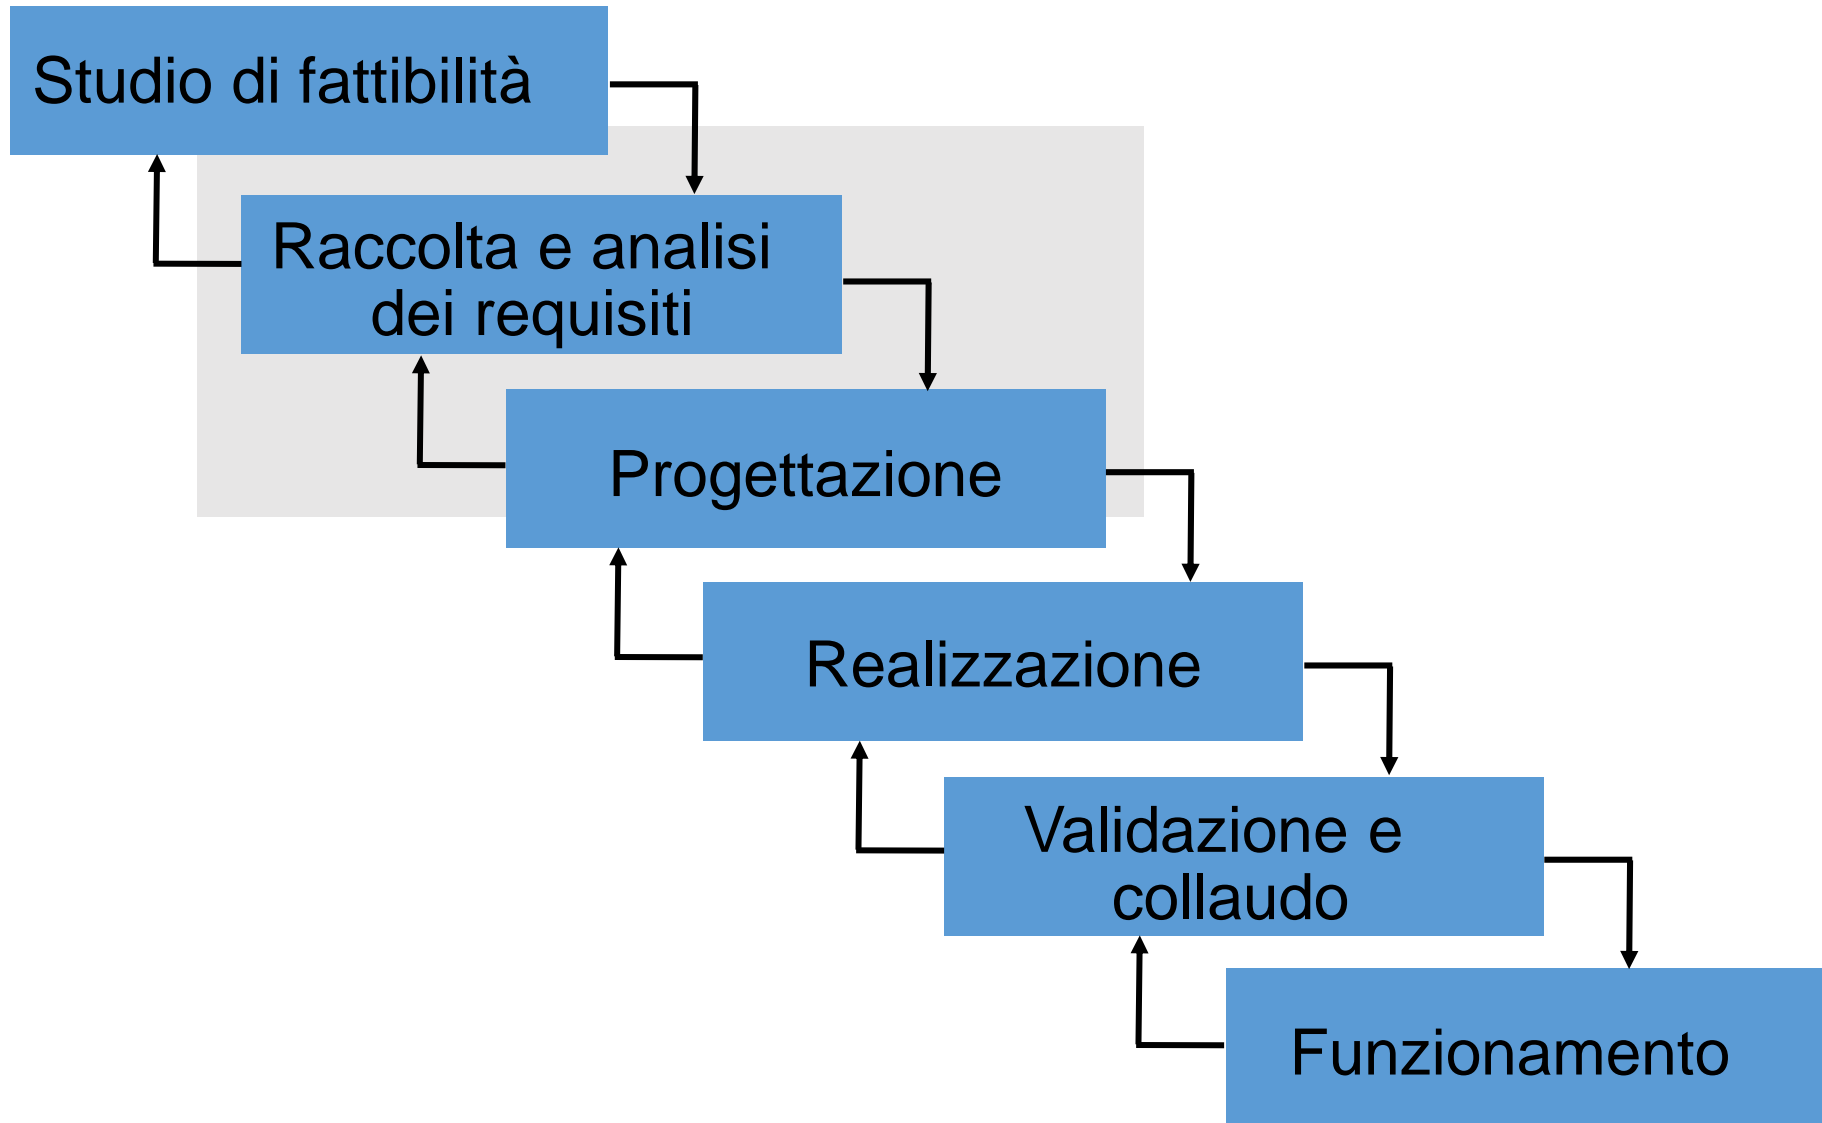 Studio di fattibilità
Raccolta e analisi
dei requisiti
Progettazione
Realizzazione
Validazione e
collaudo
Funzionamento